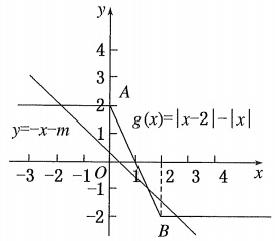 y
4
3
A
2
g(x)=|x-2|-|x|
y=-x-m
1
O
x
-3 -2 -1 1 2 3 4
-1
-2
B